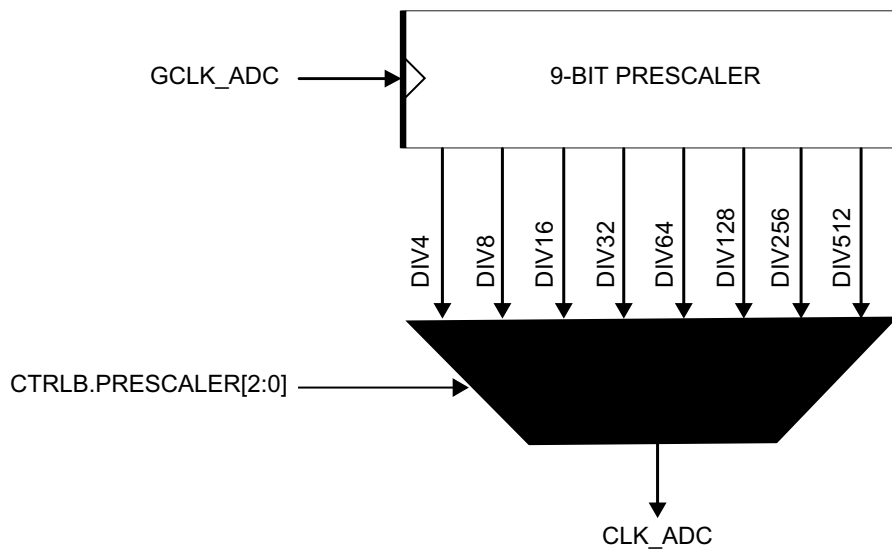 GCLK_ADC
9-BIT PRESCALER
DIV4
DIV8
DIV16
DIV32
DIV64
DIV128
DIV256
DIV512
CTRLB.PRESCALER[2:0]
CLK_ADC